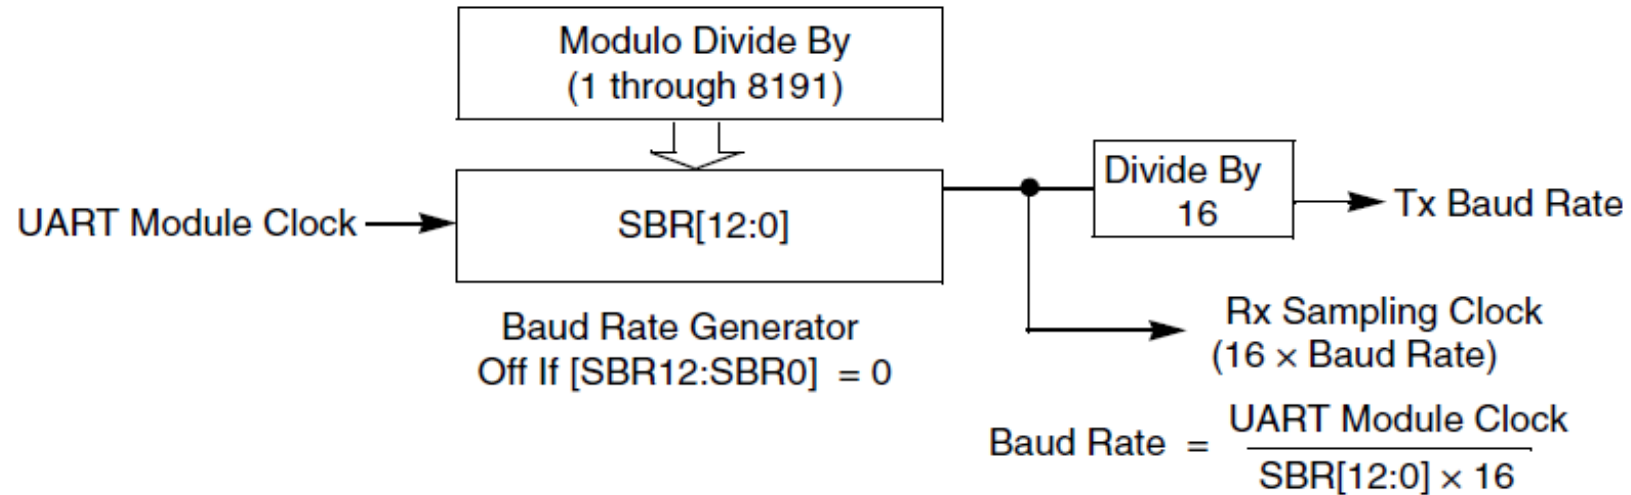 Modulo Divide By
(1 through 8191)
UART Module Clock
SBR[12:0]
Divide By
16
Tx Baud Rate
Baud Rate Generator
Off If [SBR12:SBR0] = 0
Rx Sampling Clock
(16 × Baud Rate)
Baud Rate = UART Module Clock
SBR[12:0] × 16